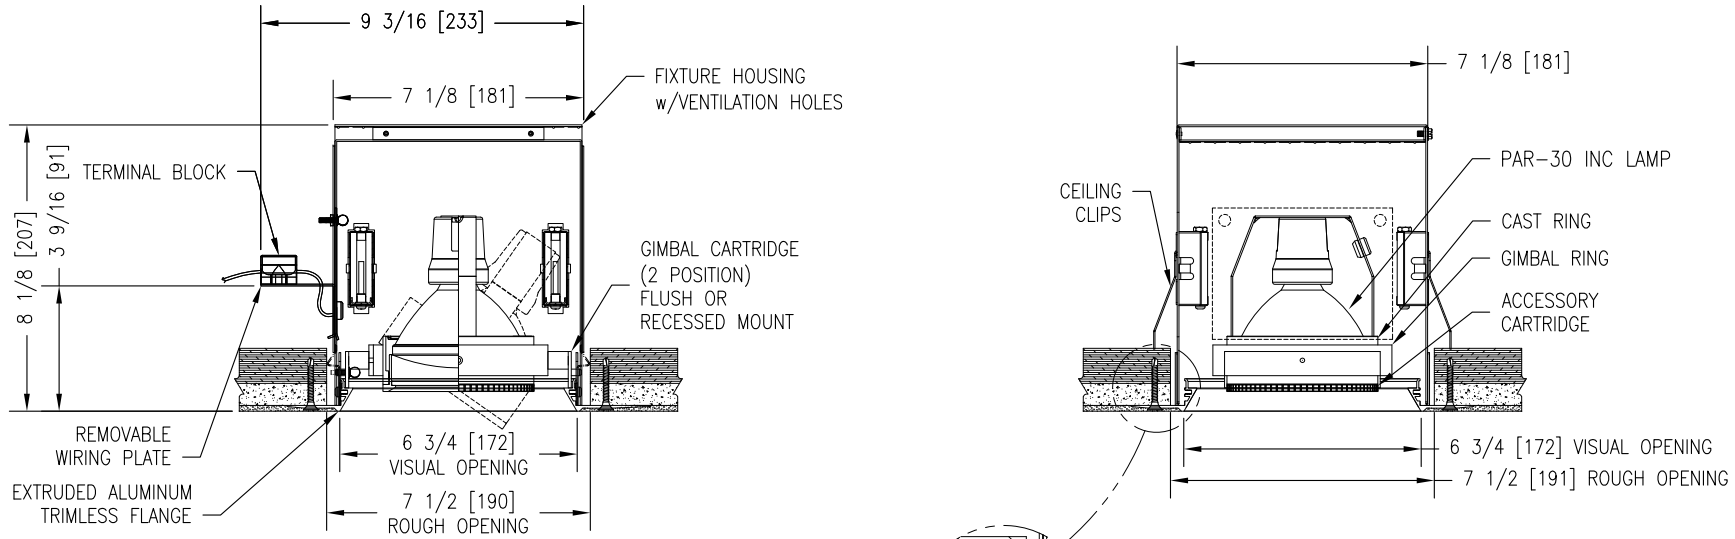 9 3/16 [233]
7 1/8 [181]
FIXTURE HOUSING
w/VENTILATION HOLES
TERMINAL BLOCK
8 1/8 [207]
3 9/16 [91]
GIMBAL CARTRIDGE
(2 POSITION)
FLUSH OR
RECESSED MOUNT
REMOVABLE
WIRING PLATE
EXTRUDED ALUMINUM
TRIMLESS FLANGE
6 3/4 [172]
VISUAL OPENING
7 1/2 [190]
ROUGH OPENING
7 1/8 [181]
CEILING
CLIPS
PAR-30 INC LAMP
CAST RING
GIMBAL RING
ACCESSORY
CARTRIDGE
6 3/4 [172] VISUAL OPENING
7 1/2 [191] ROUGH OPENING